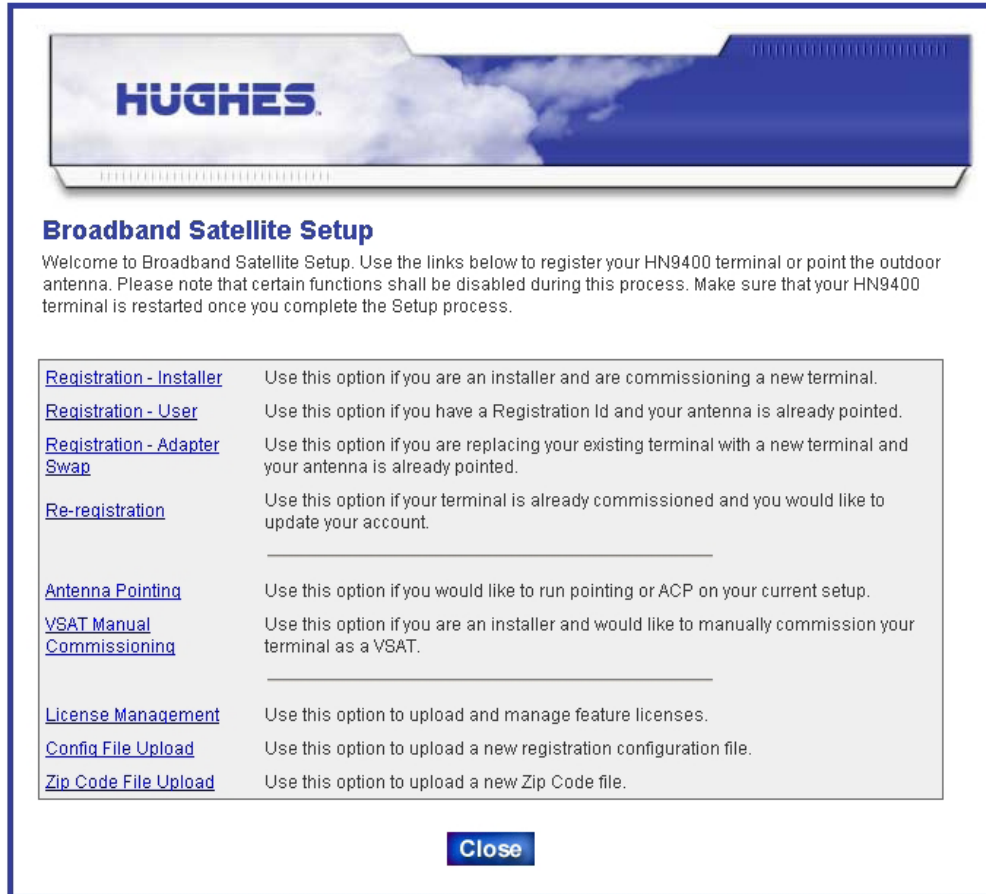 HUGHES
Broadband Satellite Setup
Welcome to Broadband Satellite Setup. Use the links below to register your HN9400 terminal or point the outdoor
antenna. Please note that certain functions shall be disabled during this process. Make sure that your HN9400
terminal is restarted once you complete the Setup process.
Registration - Installer Use this option if you are an installer and are commissioning a new terminal.
Registration - User Use this option if you have a Registration Id and your antenna is already pointed.
Registration - Adapter Swap Use this option if you are replacing your existing terminal with a new terminal and
your antenna is already pointed.
Re-registration Use this option if your terminal is already commissioned and you would like to
update your account.
Antenna Pointing Use this option if you would like to run pointing or ACP on your current setup.
VSAT Manual Commissioning Use this option if you are an installer and would like to manually commission your
terminal as a VSAT.
License Management Use this option to upload and manage feature licenses.
Config File Upload Use this option to upload a new registration configuration file.
Zip Code File Upload Use this option to upload a new Zip Code file.
Close